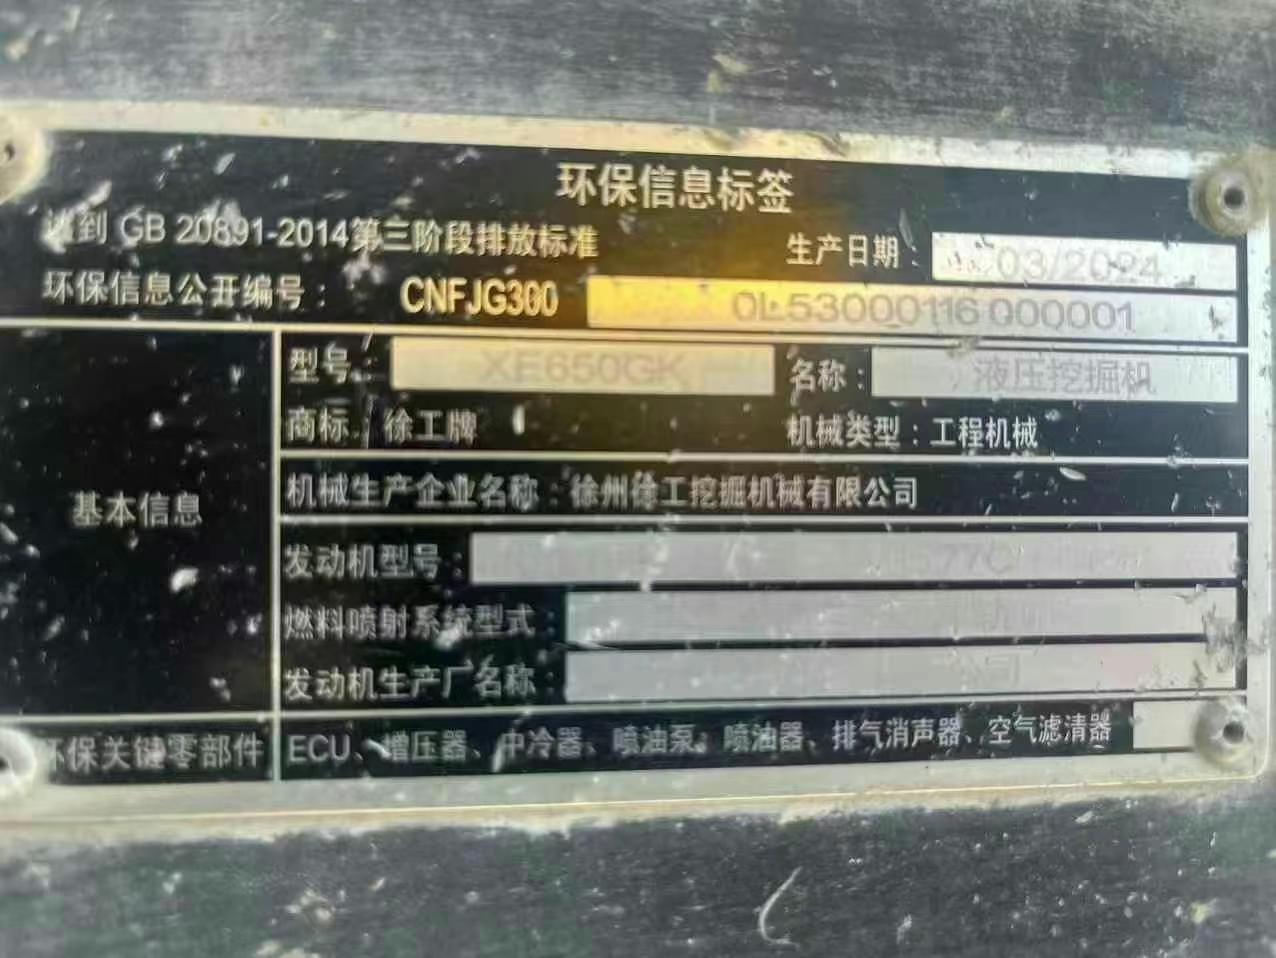 环保信息标签
达到 GB 20891-2014第三阶段排放标准
生产日期: 03/2024
环保信息公开编号: CNFJG300 0L53000116 000001
型号: XE650GK 名称: 液压挖掘机
商标: 徐工牌 机械类型: 工程机械
基本信息
机械生产企业名称: 徐州徐工挖掘机械有限公司
发动机型号:
燃料喷射系统型式:
发动机生产厂名称: 公司
环保关键零部件 ECU、增压器、中冷器、喷油泵、喷油器、排气消声器、空气滤清器